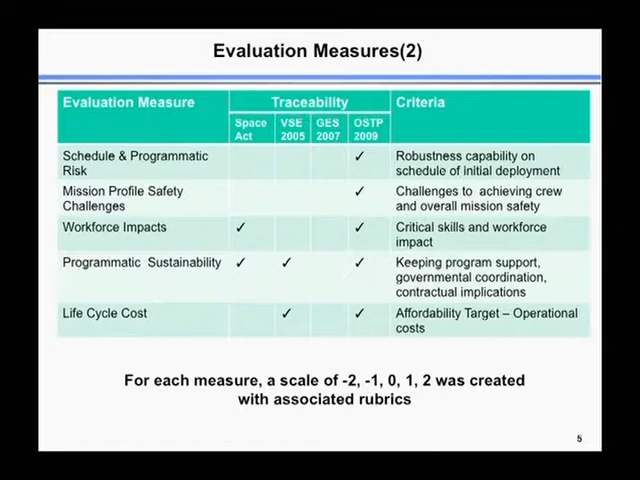 Evaluation Measures(2)
Evaluation Measure
Traceability
Criteria
Space Act
VSE 2005
GES 2007
OSTP 2009
Schedule & Programmatic Risk
✓
Robustness capability on schedule of initial deployment
Mission Profile Safety Challenges
✓
Challenges to achieving crew and overall mission safety
Workforce Impacts
✓ ✓
Critical skills and workforce impact
Programmatic Sustainability
✓ ✓ ✓
Keeping program support, governmental coordination, contractual implications
Life Cycle Cost
✓ ✓
Affordability Target – Operational costs
For each measure, a scale of -2, -1, 0, 1, 2 was created
with associated rubrics
5